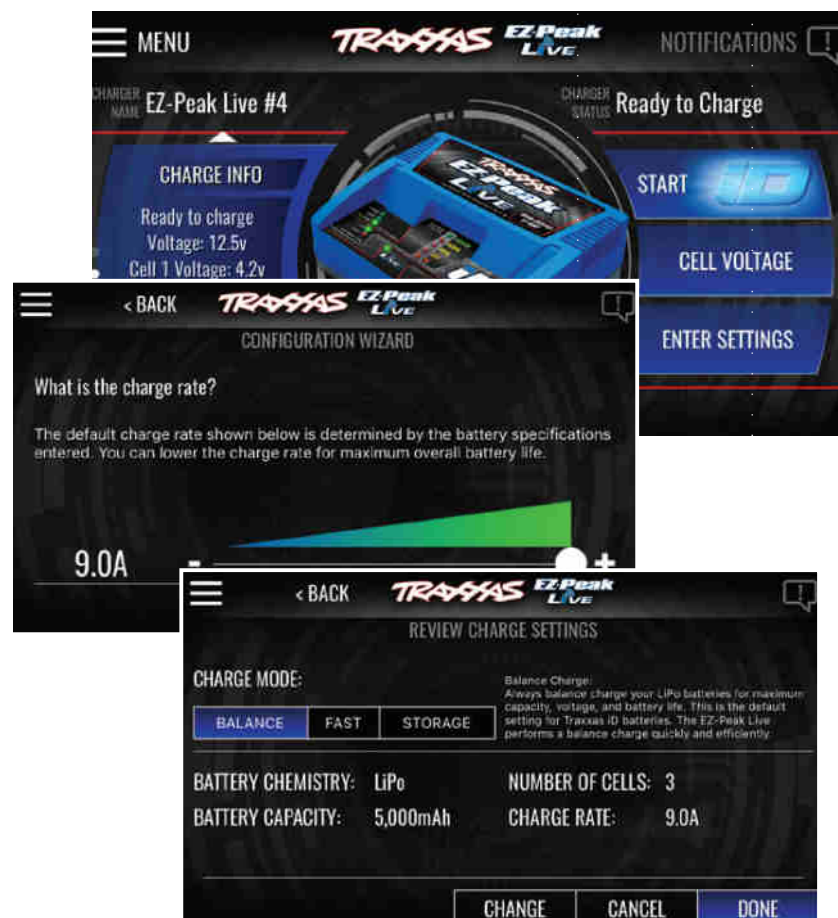 MENU
TRAXXAS EZ-Peak LIVE
NOTIFICATIONS
CHARGER NAME EZ-Peak Live #4
CHARGER STATUS Ready to Charge
CHARGE INFO
Ready to charge
Voltage: 12.5v
Cell 1 Voltage: 4.2v
TRAXXAS
EZ-Peak
LIVE
START iD
CELL VOLTAGE
ENTER SETTINGS
< BACK
TRAXXAS EZ-Peak LIVE
CONFIGURATION WIZARD
What is the charge rate?
The default charge rate shown below is determined by the battery specifications
entered. You can lower the charge rate for maximum overall battery life.
9.0A
- +
< BACK
TRAXXAS EZ-Peak LIVE
REVIEW CHARGE SETTINGS
CHARGE MODE:
BALANCE FAST STORAGE
Balance Charge:
Always balance charge your LiPo batteries for maximum
capacity, voltage, and battery life. This is the default
setting for Traxxas iD batteries. The EZ-Peak Live
performs a balance charge quickly and efficiently
BATTERY CHEMISTRY: LiPo
NUMBER OF CELLS: 3
BATTERY CAPACITY: 5,000mAh
CHARGE RATE: 9.0A
CHANGE CANCEL DONE